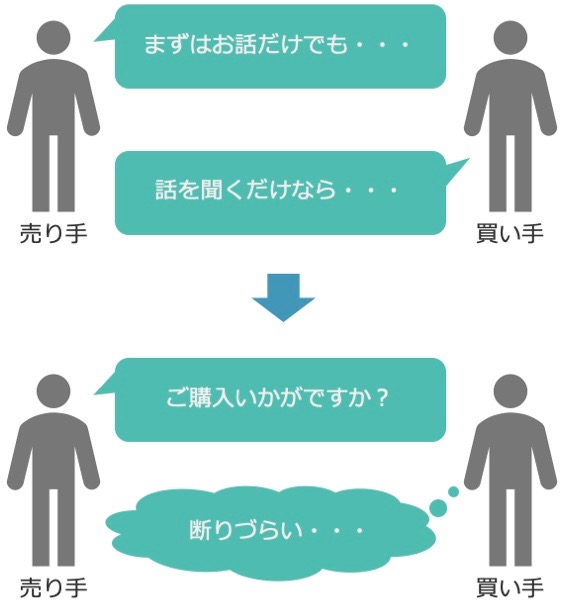 まずはお話だけでも・・・
話を聞くだけなら・・・
売り手
買い手
ご購入いかがですか？
断りづらい・・・
売り手
買い手